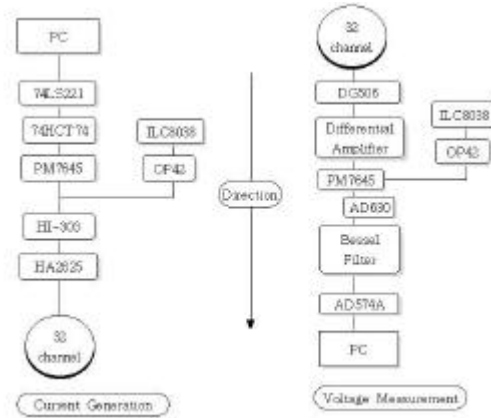 PC
74LS221
74HCT74
PM7645
ILC8038
OP42
HI-303
HA2625
32
channel
Current Generation
Direction
32
channel
DG506
Differential
Amplifier
PM7645
ILC8038
OP42
AD630
Bessel
Filter
AD574A
PC
Voltage Measurement